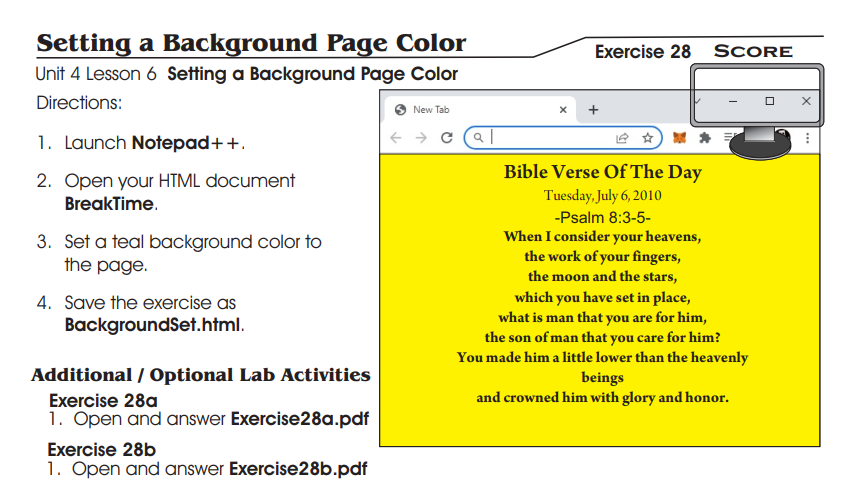 Setting a Background Page Color
Exercise 28 SCORE
Unit 4 Lesson 6 Setting a Background Page Color
Directions:
1. Launch Notepad++.
2. Open your HTML document
BreakTime.
3. Set a teal background color to
the page.
4. Save the exercise as
BackgroundSet.html.
Additional / Optional Lab Activities
Exercise 28a
1. Open and answer Exercise28a.pdf
Exercise 28b
1. Open and answer Exercise28b.pdf
New Tab
Bible Verse Of The Day
Tuesday, July 6, 2010
-Psalm 8:3-5-
When I consider your heavens,
the work of your fingers,
the moon and the stars,
which you have set in place,
what is man that you are for him,
the son of man that you care for him?
You made him a little lower than the heavenly
beings
and crowned him with glory and honor.